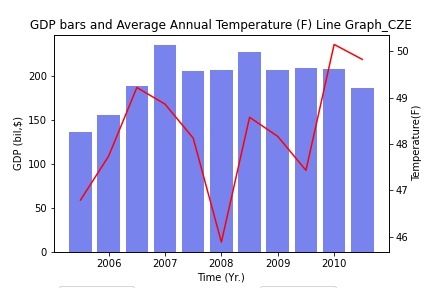 GDP bars and Average Annual Temperature (F) Line Graph_CZE
GDP (bil,$)
200
150
100
50
0
50
49
48
47
46
Temperature(F)
2006 2007 2008 2009 2010
Time (Yr.)